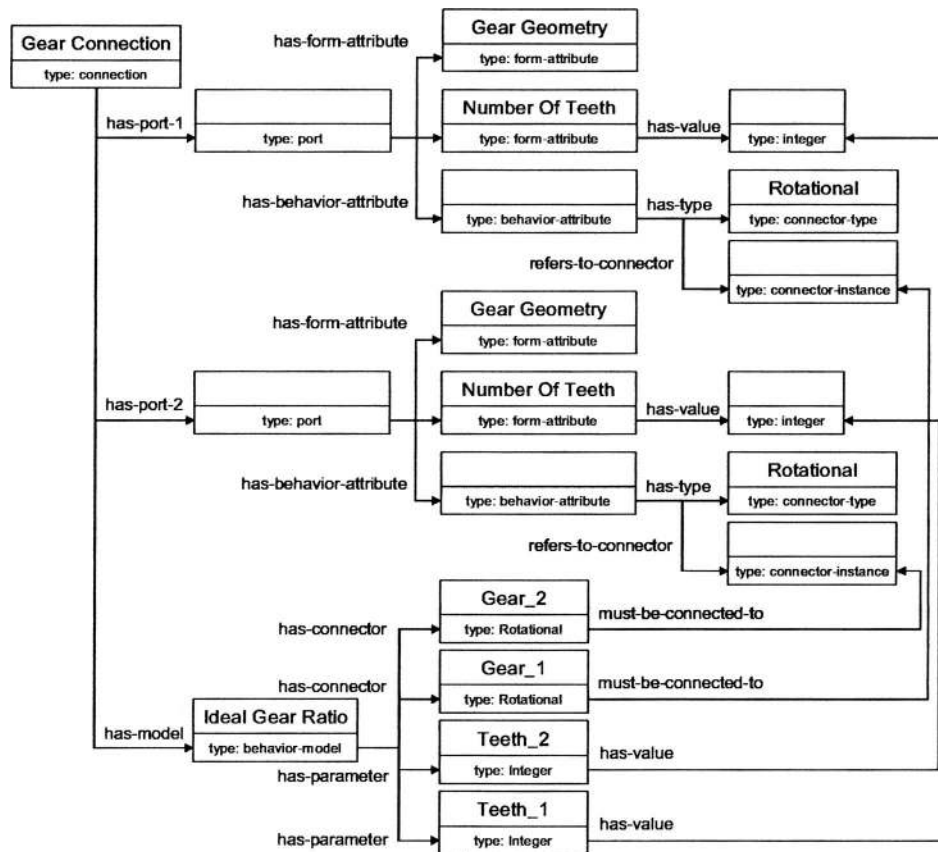 Gear Connection
type: connection
has-form-attribute
Gear Geometry
type: form-attribute
has-port-1
type: port
Number Of Teeth
type: form-attribute
has-value
type: integer
has-behavior-attribute
type: behavior-attribute
has-type
Rotational
type: connector-type
refers-to-connector
type: connector-instance
has-form-attribute
Gear Geometry
type: form-attribute
has-port-2
type: port
Number Of Teeth
type: form-attribute
has-value
type: integer
has-behavior-attribute
type: behavior-attribute
has-type
Rotational
type: connector-type
refers-to-connector
type: connector-instance
has-connector
Gear_2
type: Rotational
must-be-connected-to
has-connector
Gear_1
type: Rotational
must-be-connected-to
has-model
Ideal Gear Ratio
type: behavior-model
has-parameter
Teeth_2
type: Integer
has-value
has-parameter
Teeth_1
type: Integer
has-value